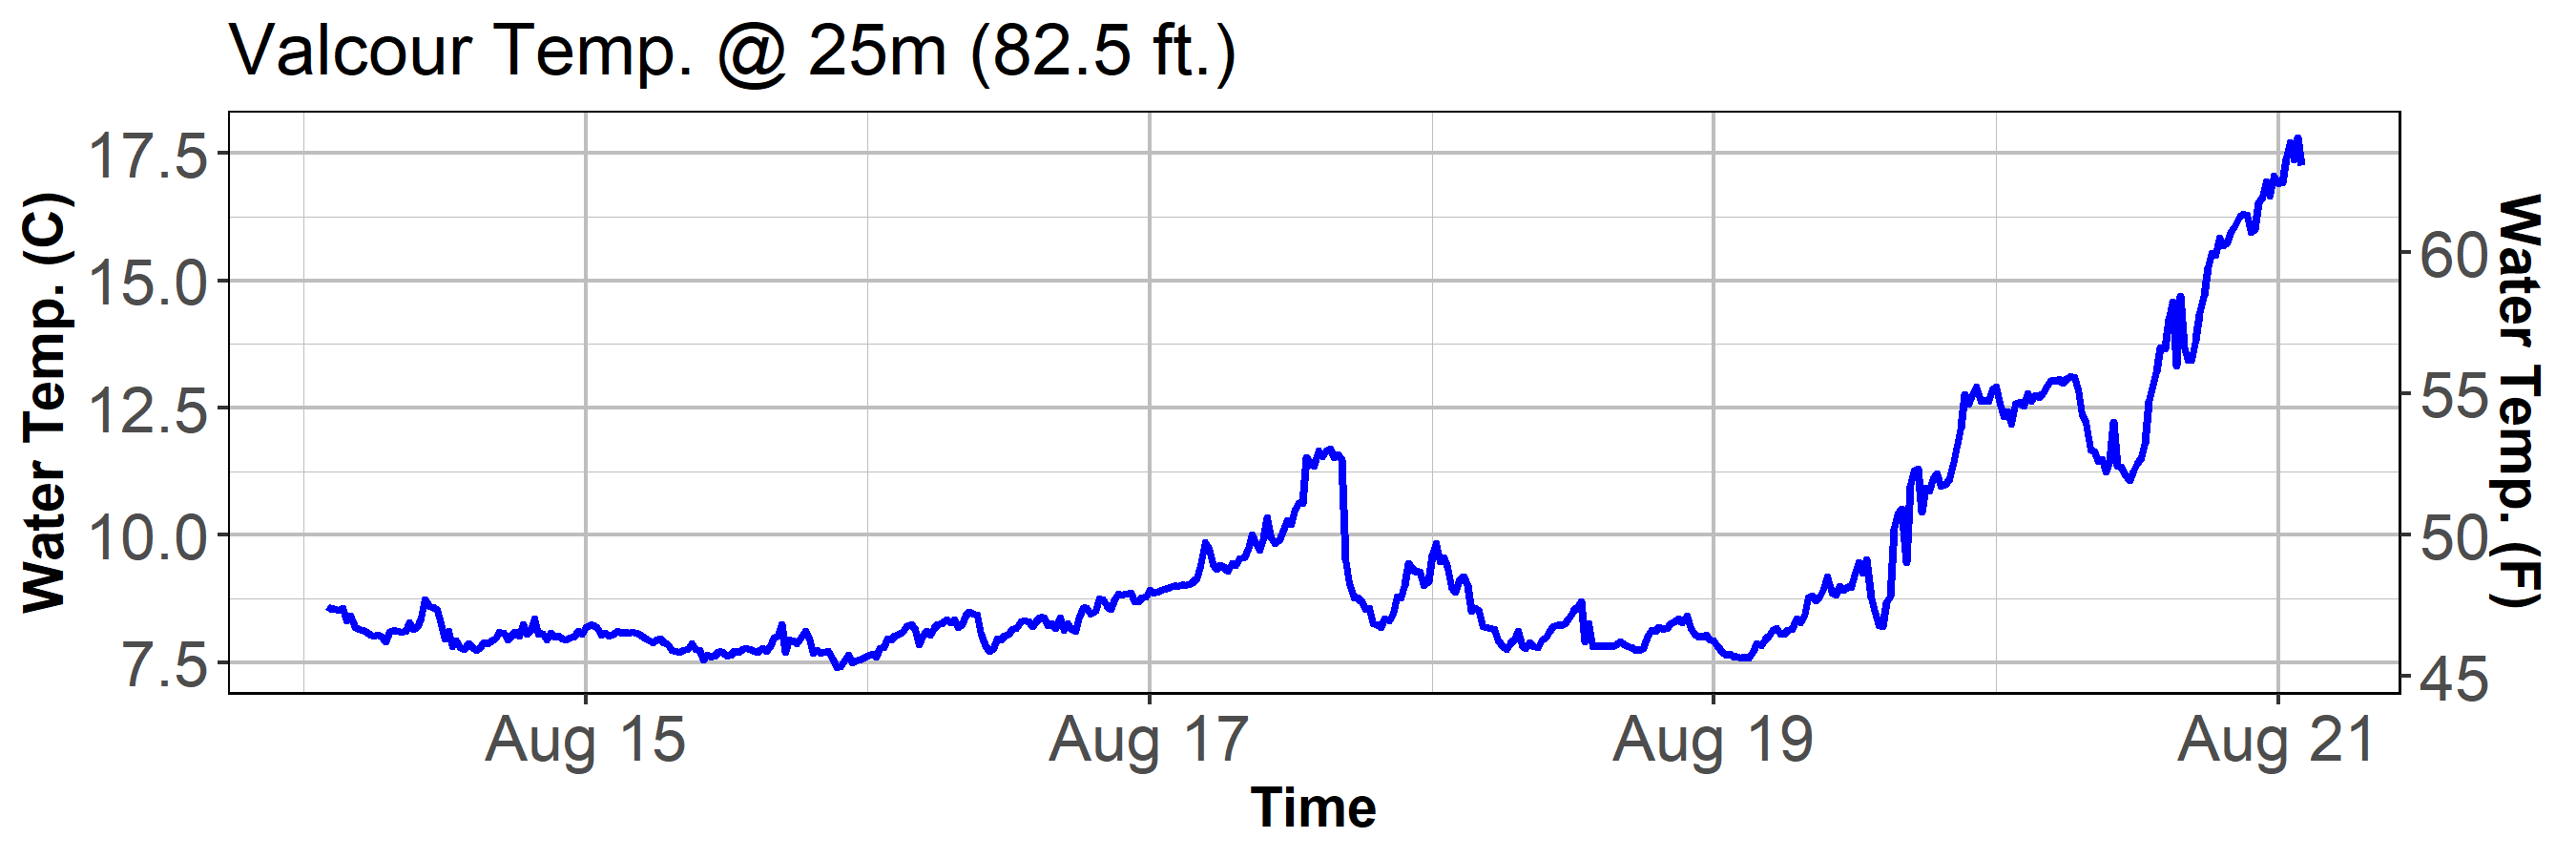 Valcour Temp. @ 25m (82.5 ft.)
Water Temp. (C)
17.5
15.0
12.5
10.0
7.5
60
55
50
45
Water Temp. (F)
Aug 15
Aug 17
Aug 19
Aug 21
Time